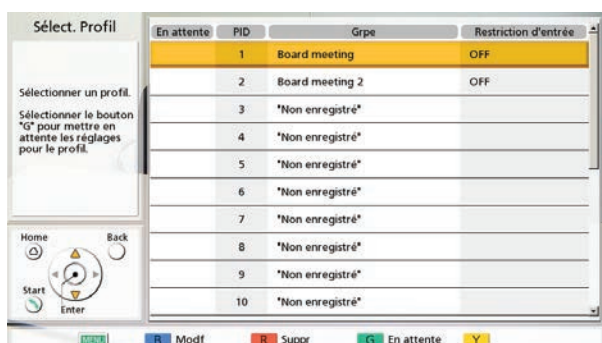 Sélect. Profil
En attente PID Grpe Restriction d'entrée
1 Board meeting OFF
2 Board meeting 2 OFF
3 "Non enregistré"
4 "Non enregistré"
5 "Non enregistré"
6 "Non enregistré"
7 "Non enregistré"
8 "Non enregistré"
9 "Non enregistré"
10 "Non enregistré"
Sélectionner un profil.
Sélectionner le bouton
"G" pour mettre en
attente les réglages
pour le profil.
Home Back
Start
Enter
MENU B Modf R Suppr G En attente Y